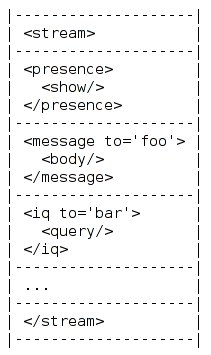 |--------------------|
| <stream>           |
|--------------------|
| <presence>         |
|   <show/>          |
| </presence>        |
|--------------------|
| <message to='foo'> |
|   <body/>          |
| </message>         |
|--------------------|
| <iq to='bar'>      |
|   <query/>         |
| </iq>              |
|--------------------|
| ...                |
|--------------------|
| </stream>          |
|--------------------|